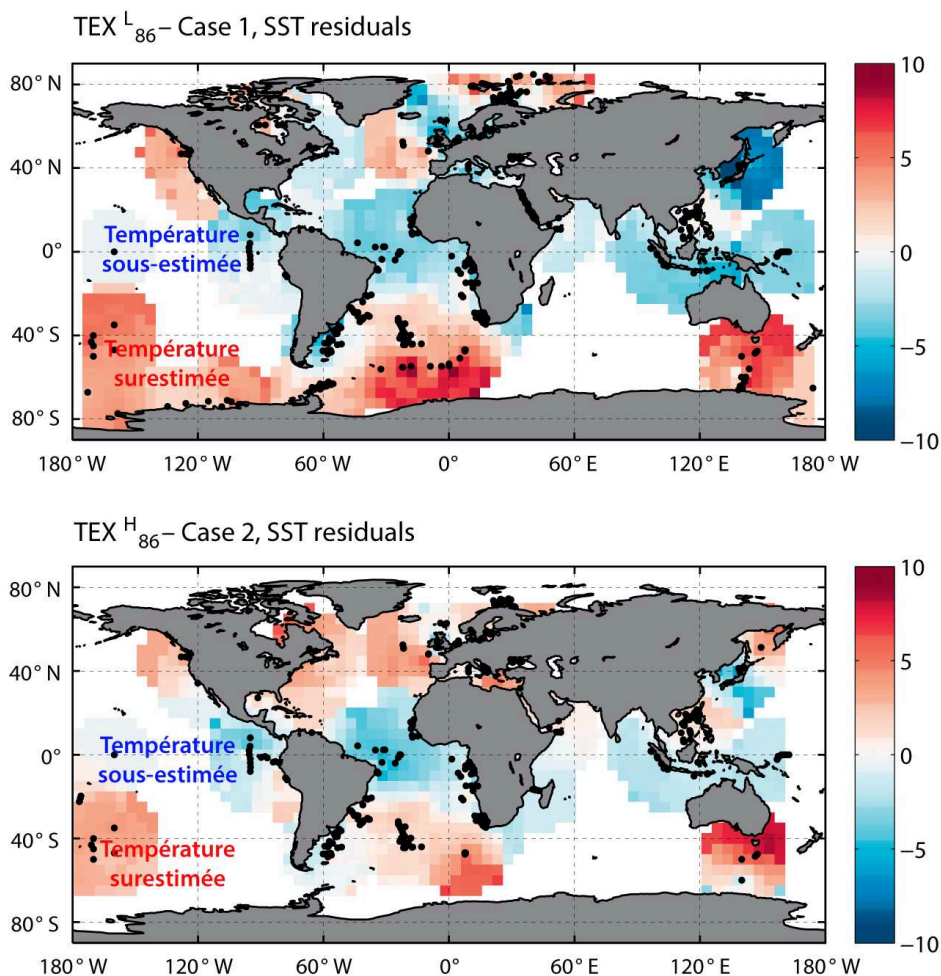 TEX L 86 – Case 1, SST residuals
80° N
40° N
0°
40° S
80° S
Température
sous-estimée
Température
surestimée
10
5
0
−5
−10
180° W 120° W 60° W 0° 60° E 120° E 180° W
TEX H 86 – Case 2, SST residuals
80° N
40° N
0°
40° S
80° S
Température
sous-estimée
Température
surestimée
10
5
0
−5
−10
180° W 120° W 60° W 0° 60° E 120° E 180° W